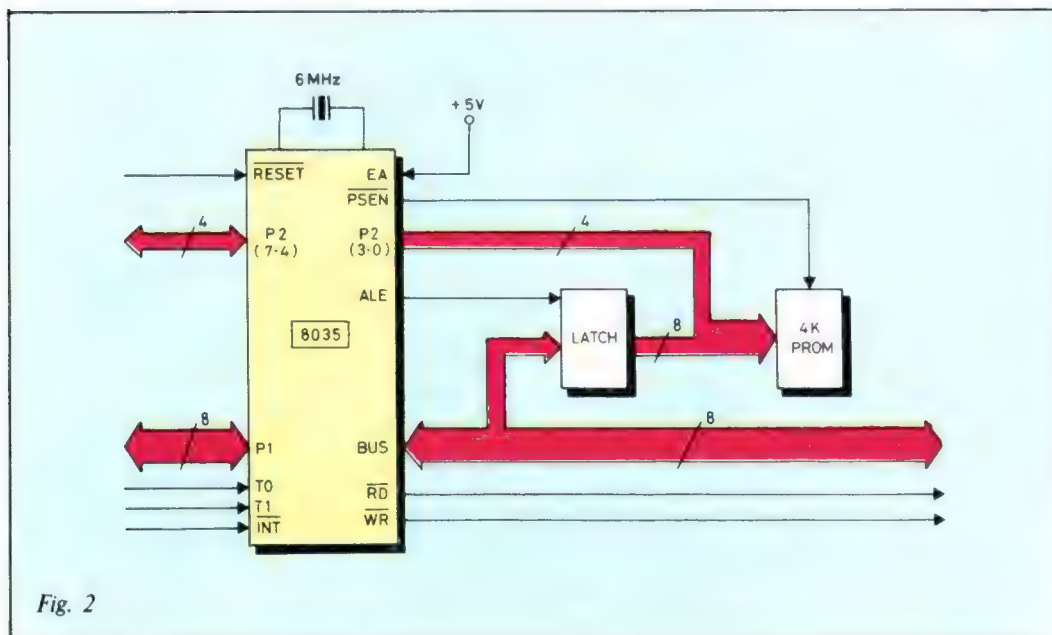 6 MHz
+ 5V
RESET
EA
PSEN
4
P2
(7-4)
P2
(3-0)
4
ALE
8035
LATCH
8
4K
PROM
8
P1
BUS
8
T0
T1
INT
RD
WR
Fig. 2